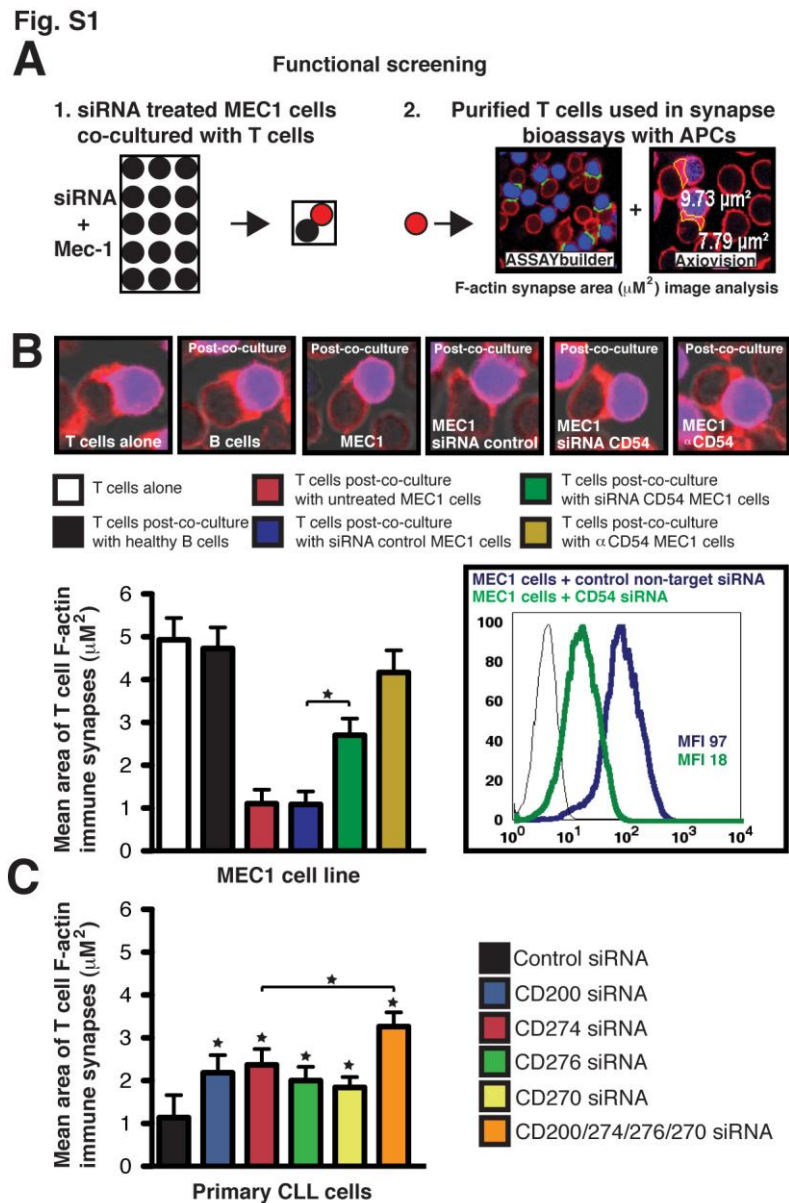 Fig. S1
A
Functional screening
1. siRNA treated MEC1 cells
co-cultured with T cells
siRNA
+
Mec-1
2. Purified T cells used in synapse
bioassays with APCs
ASSAYbuilder
+
9.73 µm²
7.79 µm²
Axiovision
F-actin synapse area (µM²) image analysis
B
T cells alone
Post-co-culture
B cells
Post-co-culture
MEC1
Post-co-culture
MEC1
siRNA control
Post-co-culture
MEC1
siRNA CD54
Post-co-culture
MEC1
αCD54
T cells alone
T cells post-co-culture
with untreated MEC1 cells
T cells post-co-culture
with siRNA CD54 MEC1 cells
T cells post-co-culture
with healthy B cells
T cells post-co-culture
with siRNA control MEC1 cells
T cells post-co-culture
with αCD54 MEC1 cells
Mean area of T cell F-actin
immune synapses (µM²)
6
5
4
3
2
1
0
★
MEC1 cell line
MEC1 cells + control non-target siRNA
MEC1 cells + CD54 siRNA
100
80
60
40
20
0
MFI 97
MFI 18
10⁰ 10¹ 10² 10³ 10⁴
C
Mean area of T cell F-actin
immune synapses (µM²)
6
5
4
3
2
1
0
★
★ ★ ★ ★ ★
Primary CLL cells
Control siRNA
CD200 siRNA
CD274 siRNA
CD276 siRNA
CD270 siRNA
CD200/274/276/270 siRNA